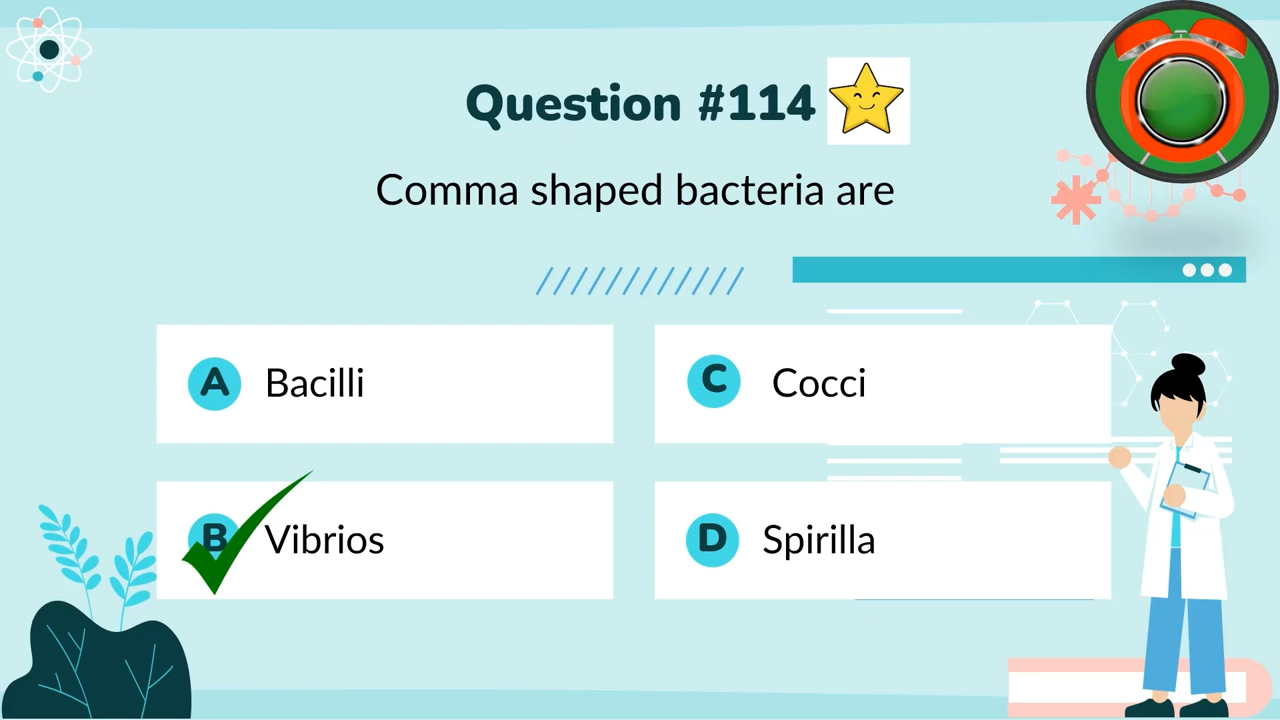 Question #114
Comma shaped bacteria are
A Bacilli
C Cocci
B Vibrios
D Spirilla